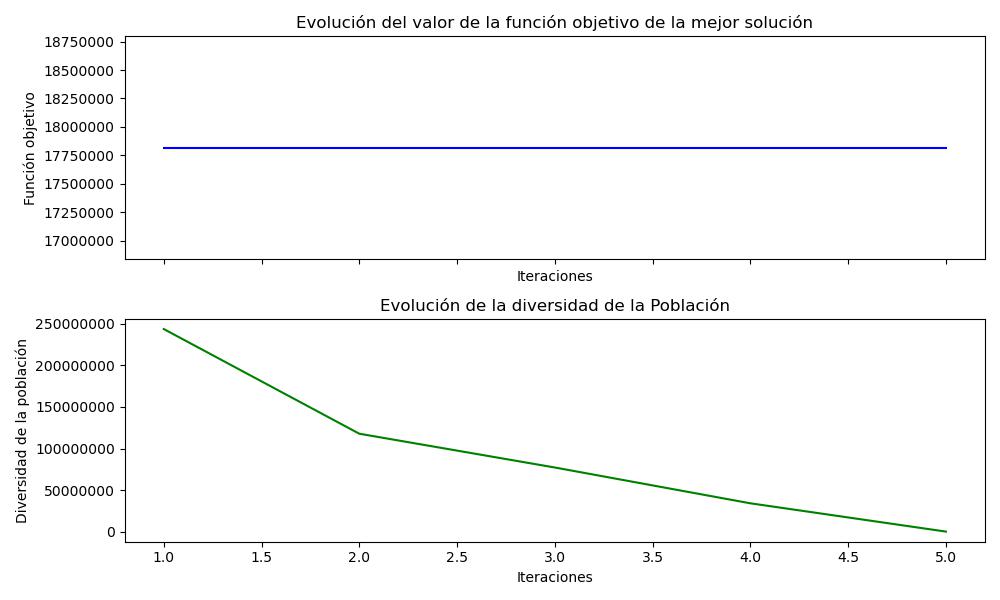 Evolución del valor de la función objetivo de la mejor solución
18750000
18500000
18250000
18000000
17750000
17500000
17250000
17000000
Función objetivo
Iteraciones
Evolución de la diversidad de la Población
250000000
200000000
150000000
100000000
50000000
0
Diversidad de la población
1.0 1.5 2.0 2.5 3.0 3.5 4.0 4.5 5.0
Iteraciones